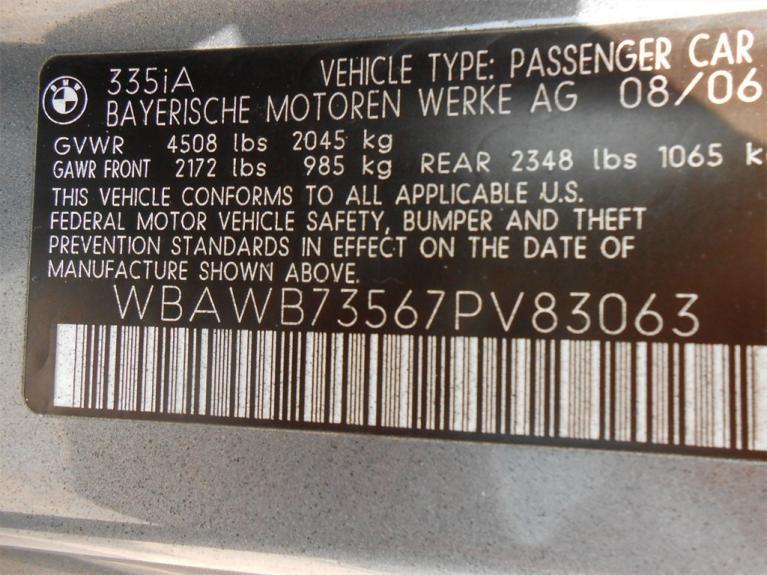 335iA VEHICLE TYPE: PASSENGER CAR
BAYERISCHE MOTOREN WERKE AG 08/06
GVWR 4508 lbs 2045 kg
GAWR FRONT 2172 lbs 985 kg REAR 2348 lbs 1065
THIS VEHICLE CONFORMS TO ALL APPLICABLE U.S.
FEDERAL MOTOR VEHICLE SAFETY, BUMPER AND THEFT
PREVENTION STANDARDS IN EFFECT ON THE DATE OF
MANUFACTURE SHOWN ABOVE.
WBAWB73567PV83063